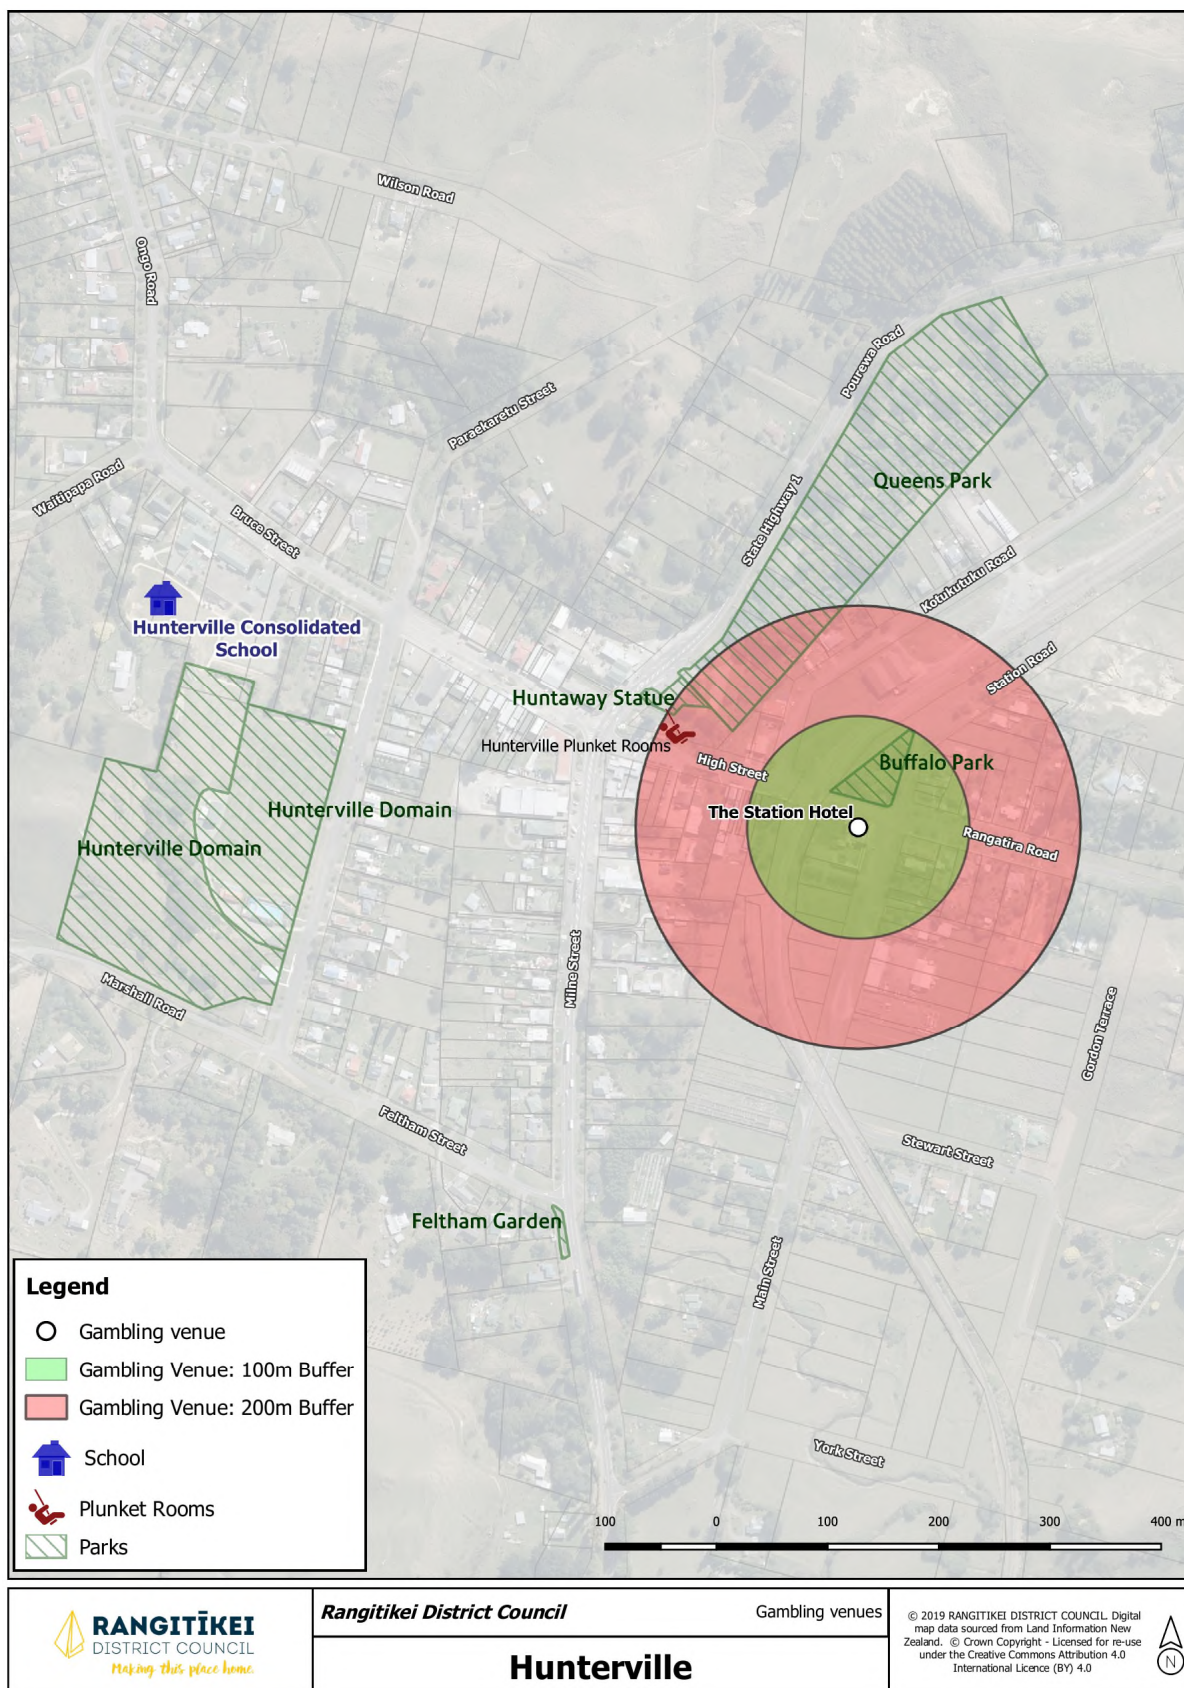 Wilson Road
Ongo Road
Pourewa Road
Paraekaretu Street
Waitipapa Road
Queens Park
State Highway 1
Bruce Street
Kotukutuku Road
Hunterville Consolidated
School
Station Road
Huntaway Statue
Hunterville Plunket Rooms
High Street
Buffalo Park
Hunterville Domain
The Station Hotel
Hunterville Domain
Rangatira Road
Milne Street
Marshall Road
Gordon Terrace
Feltham Street
Stewart Street
Feltham Garden
Main Street
York Street
Legend
Gambling venue
Gambling Venue: 100m Buffer
Gambling Venue: 200m Buffer
School
Plunket Rooms
Parks
100 0 100 200 300 400 m
RANGITĪKEI
DISTRICT COUNCIL
Making this place home.
Rangitikei District Council
Gambling venues
Hunterville
© 2019 RANGITIKEI DISTRICT COUNCIL. Digital
map data sourced from Land Information New
Zealand. © Crown Copyright - Licensed for re-use
under the Creative Commons Attribution 4.0
International Licence (BY) 4.0
N